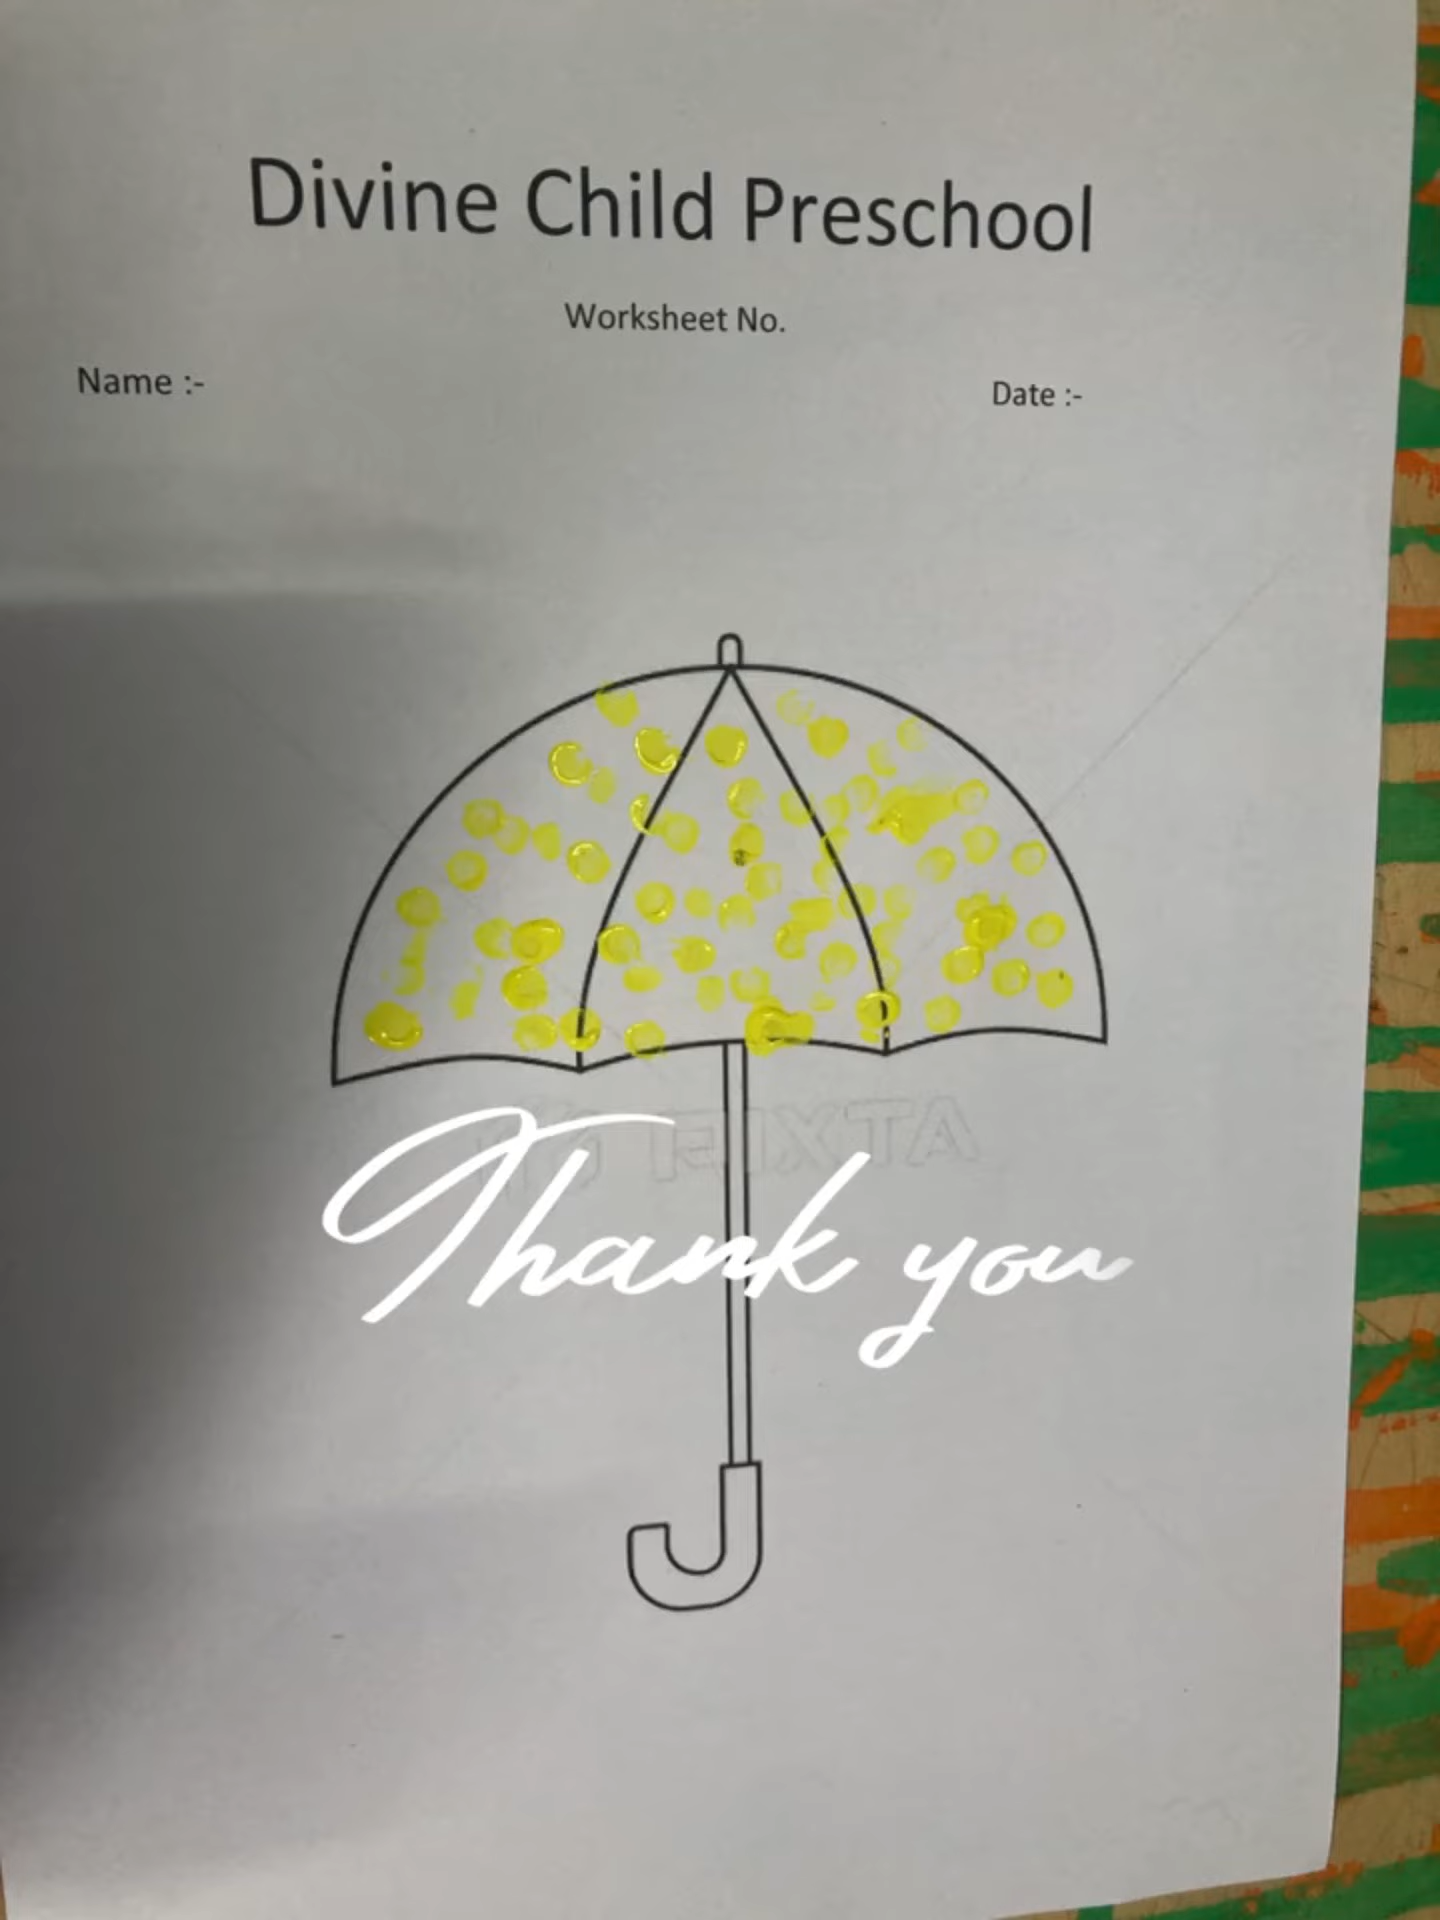 Divine Child Preschool
Worksheet No.
Name :-
Date :-
Thank you